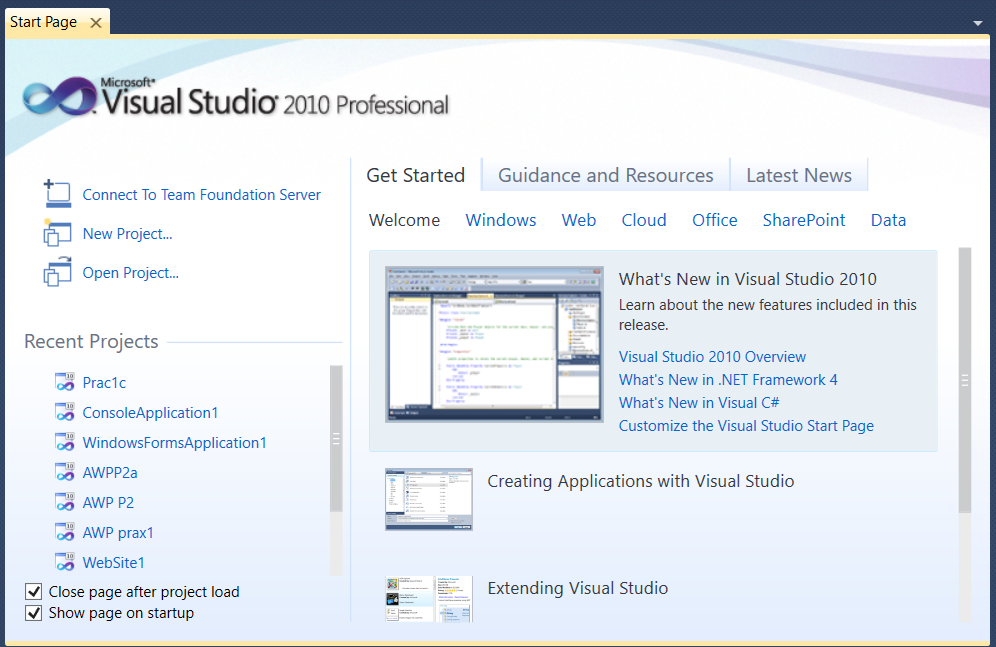 Start Page
Microsoft®
Visual Studio® 2010 Professional
Connect To Team Foundation Server
New Project...
Open Project...
Recent Projects
Prac1c
ConsoleApplication1
WindowsFormsApplication1
AWPP2a
AWP P2
AWP prax1
WebSite1
Close page after project load
Show page on startup
Get Started
Guidance and Resources
Latest News
Welcome
Windows
Web
Cloud
Office
SharePoint
Data
What's New in Visual Studio 2010
Learn about the new features included in this
release.
Visual Studio 2010 Overview
What's New in .NET Framework 4
What's New in Visual C#
Customize the Visual Studio Start Page
Creating Applications with Visual Studio
Extending Visual Studio